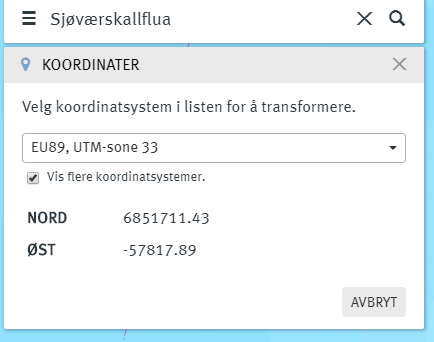 Sjøværskallflua
KOORDINATER
Velg koordinatsystem i listen for å transformere.
EU89, UTM-sone 33
Vis flere koordinatsystemer.
NORD 6851711.43
ØST -57817.89
AVBRYT